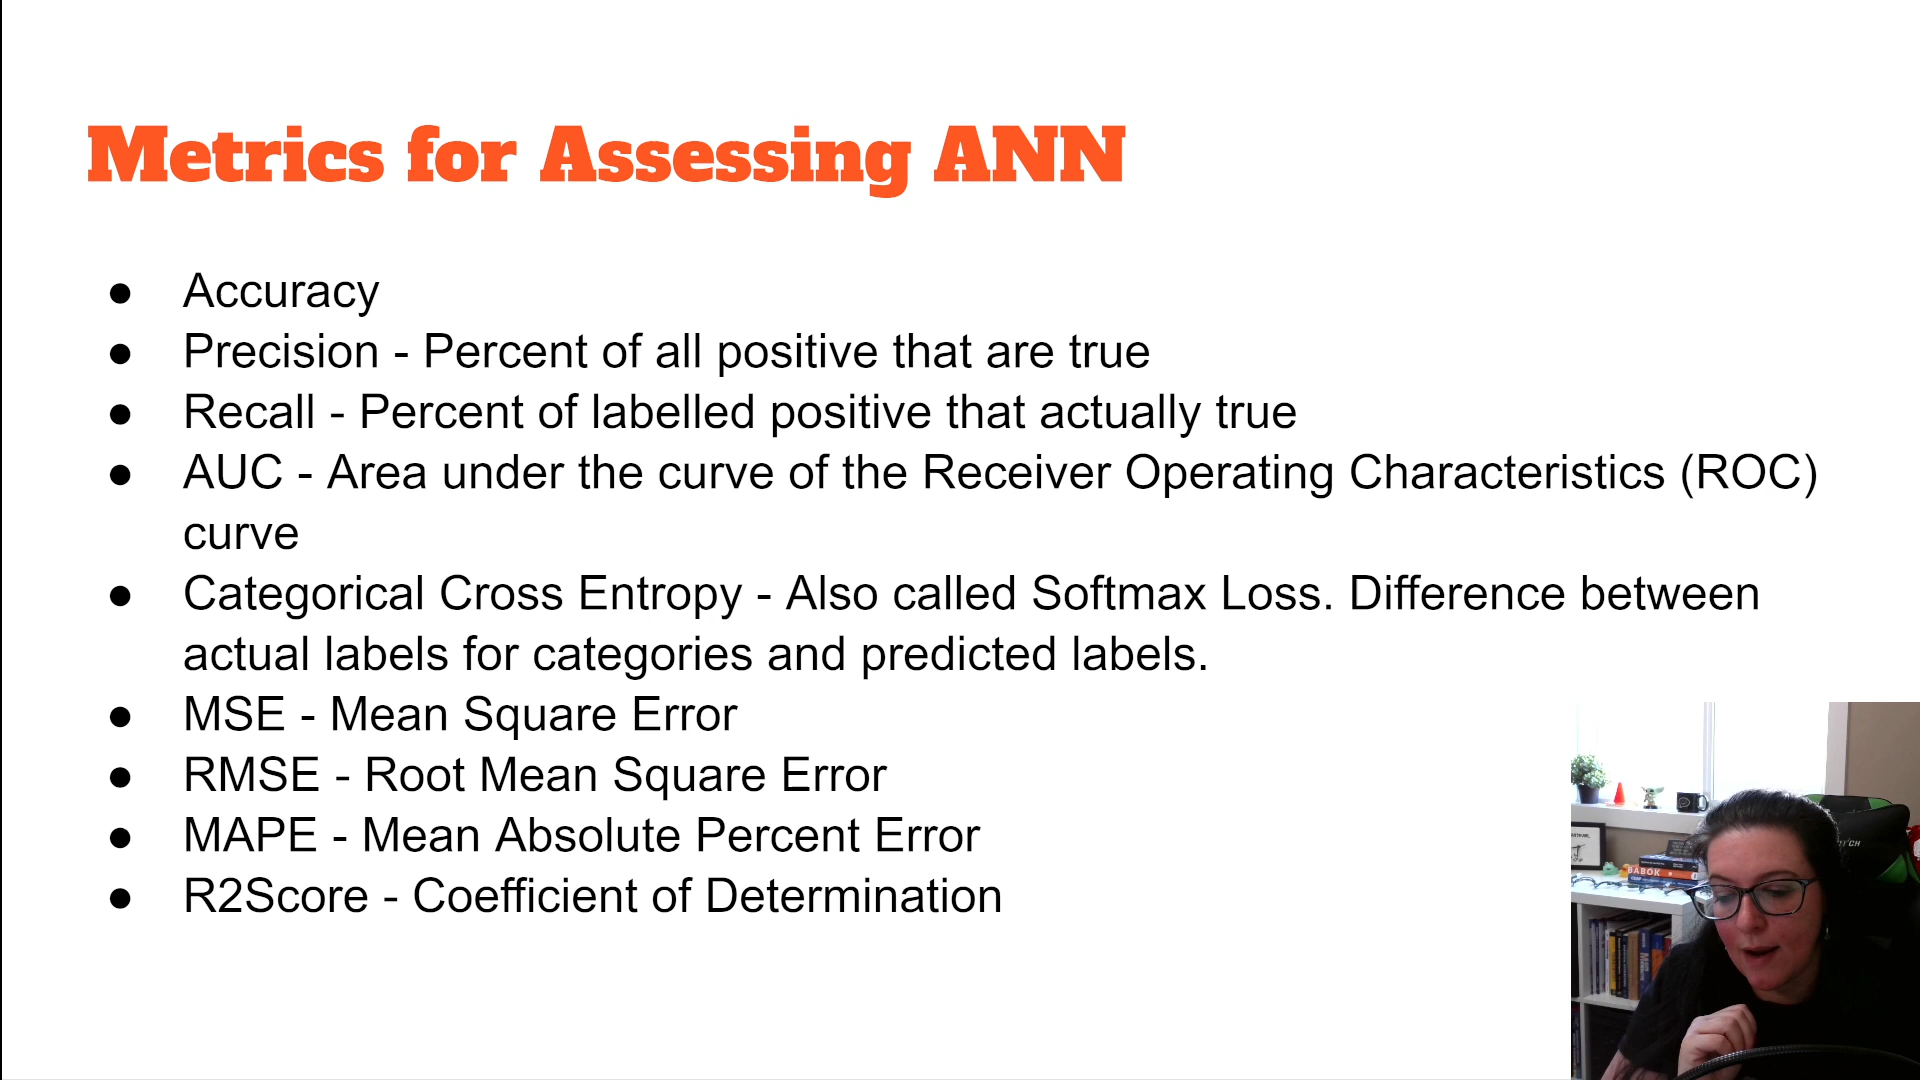 Metrics for Assessing ANN
● Accuracy
● Precision - Percent of all positive that are true
● Recall - Percent of labelled positive that actually true
● AUC - Area under the curve of the Receiver Operating Characteristics (ROC)
curve
● Categorical Cross Entropy - Also called Softmax Loss. Difference between
actual labels for categories and predicted labels.
● MSE - Mean Square Error
● RMSE - Root Mean Square Error
● MAPE - Mean Absolute Percent Error
● R2Score - Coefficient of Determination
BABOK